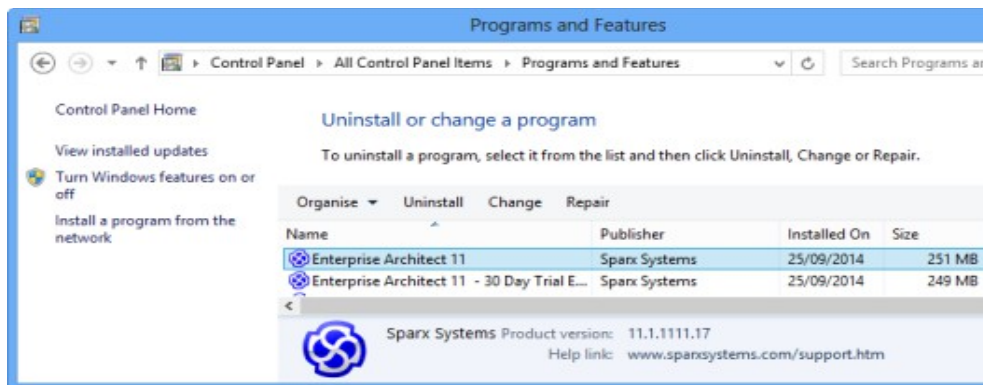 Programs and Features
Control Panel All Control Panel Items Programs and Features Search Programs
Control Panel Home
Uninstall or change a program
View installed updates
To uninstall a program, select it from the list and then click Uninstall, Change or Repair.
Turn Windows features on or
off
Organise Uninstall Change Repair
Install a program from the
network
Name Publisher Installed On Size
Enterprise Architect 11 Sparx Systems 25/09/2014 251 MB
Enterprise Architect 11 - 30 Day Trial E... Sparx Systems 25/09/2014 249 MB
Sparx Systems Product version: 11.1.1111.17
Help link: www.sparxsystems.com/support.htm